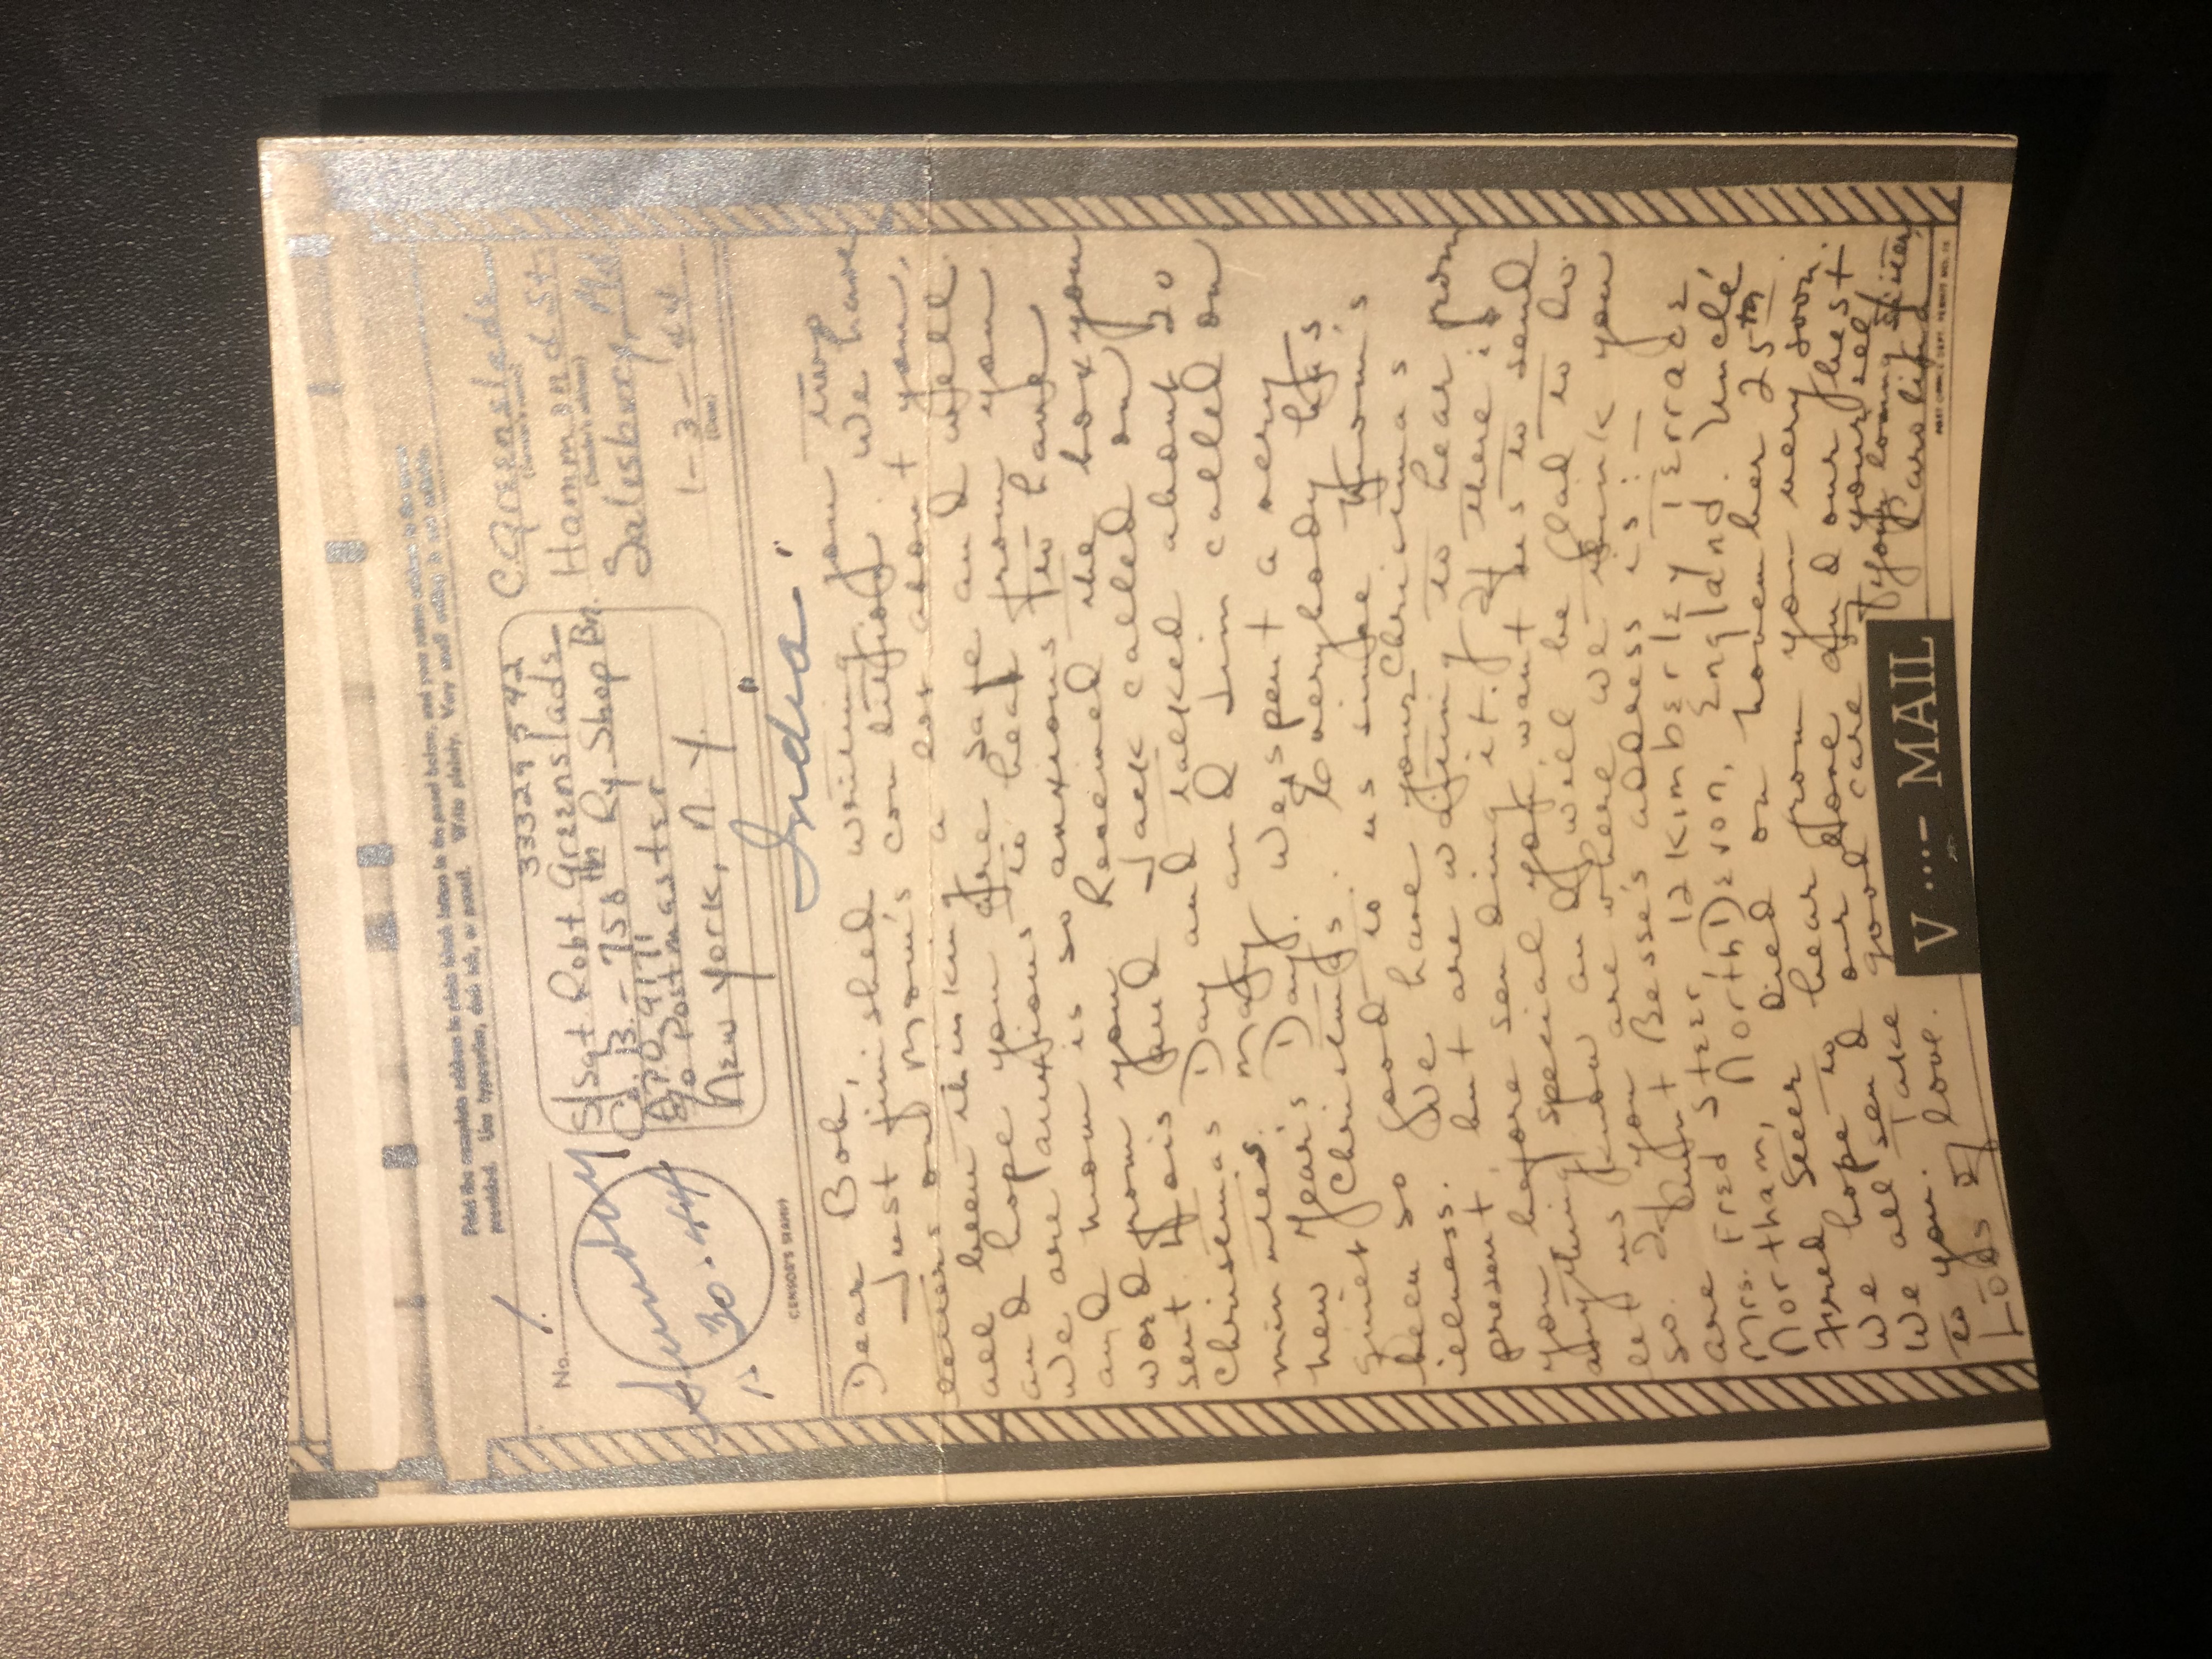 Print the complete address in plain block letters in the panel below, and your return address in the space
provided. Use typewriter, dark ink, or pencil. Write plainly. Very small writing is not suitable.
No. 1.
Sunday
1-30-44
CENSOR'S STAMP
33329542
S/Sgt. Robt. Greenslade
Co. B. - 758th Ry Shop Bn.
APO 9171
c/o Postmaster
New York, N.Y.
C. Greenslade
(Sender's name)
Hammond St.
(Sender's address)
Salesbury, Md.
1-3-44
(Date)
"India"
Dear Bob,
Just finished writing you two
letters on Mom's condition. We have
all been thinking a lot about you,
and hope you are safe and well.
We are anxious to hear from you
and Mom is so anxious to have
word from you. Received the box you
sent. Lois and Jack called on
Christmas Day and talked about 20
minutes. Mary and Jim called on
New Year's Day. We spent a very
quiet Christmas. Everybody has
been so good to us since Mom's
illness. We have your Christmas
present, but are waiting to hear from
you before sending it. If there is
anything special you want us to send
let us know and will be glad to do
so. If you are where we think you
are Aunt Besse's address is:-
Mrs. Fred Steer, 12 Kimberley Terrace
Northam, North Devon, England. Uncle
Fred Steer died on November 25th.
We hope to hear from you very soon.
We all send our love and our best
to you. Take good care of yourself
Lots of love. Your loving sister,
Carolina
V ...- MAIL
POST OFFICE DEPT. PERMIT NO.